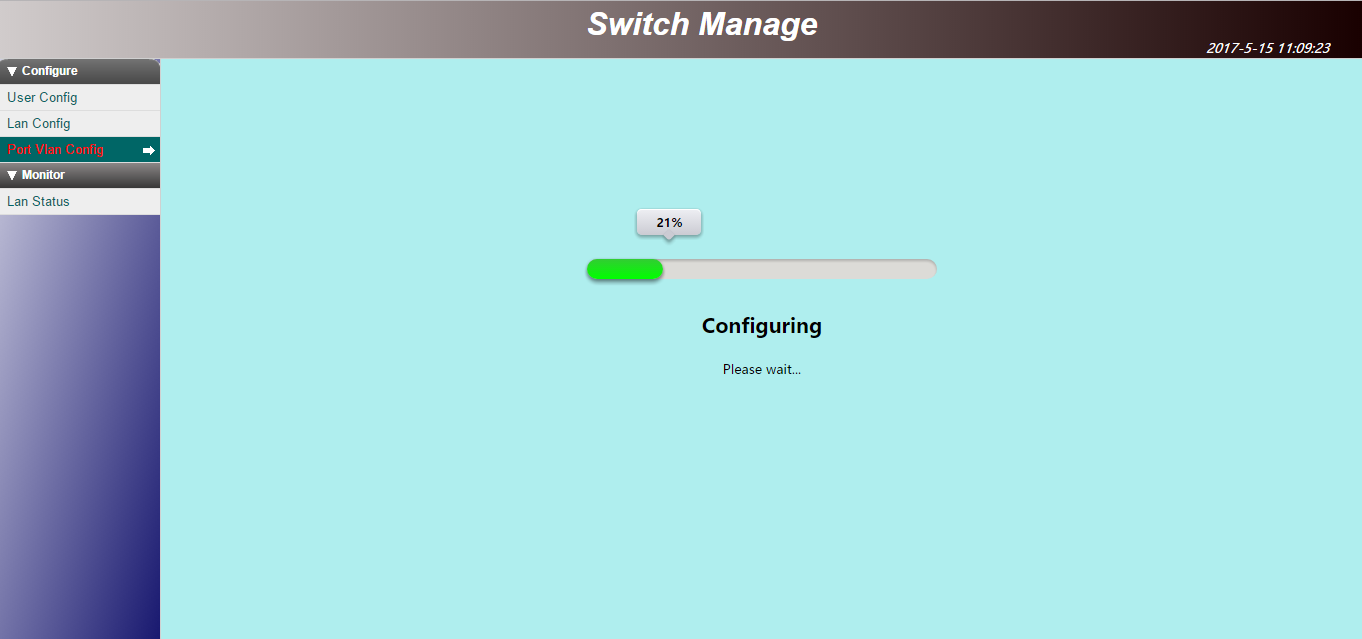 Switch Manage
2017-5-15 11:09:23
Configure
User Config
Lan Config
Port Vlan Config
Monitor
Lan Status
21%
Configuring
Please wait...